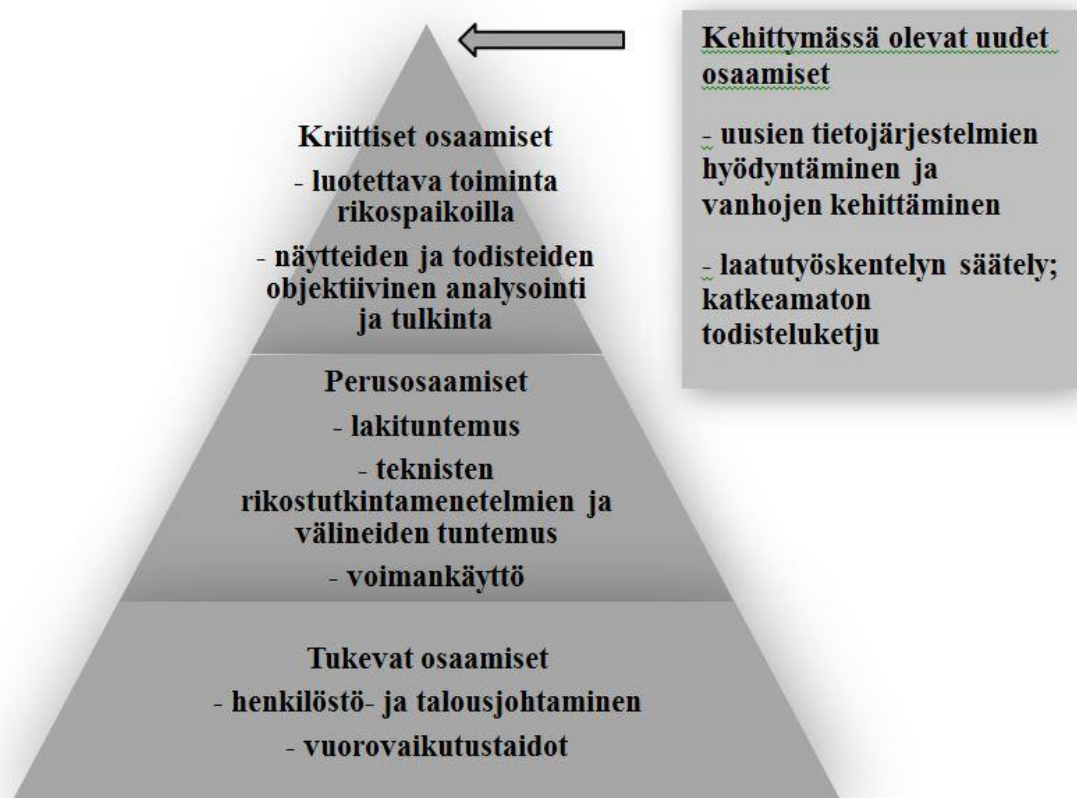 Kriittiset osaamiset
- luotettava toiminta
rikospaikoilla
- näytteiden ja todisteiden
objektiivinen analysointi
ja tulkinta
Perusosaamiset
- lakituntemus
- teknisten
rikostutkintamenetelmien ja
välineiden tuntemus
- voimankäyttö
Tukevat osaamiset
- henkilöstö- ja talousjohtaminen
- vuorovaikutustaidot
Kehittymässä olevat uudet
osaamiset
- uusien tietojärjestelmien
hyödyntäminen ja
vanhojen kehittäminen
- laatutyöskentelyn säätely;
katkeamaton
todisteluketju